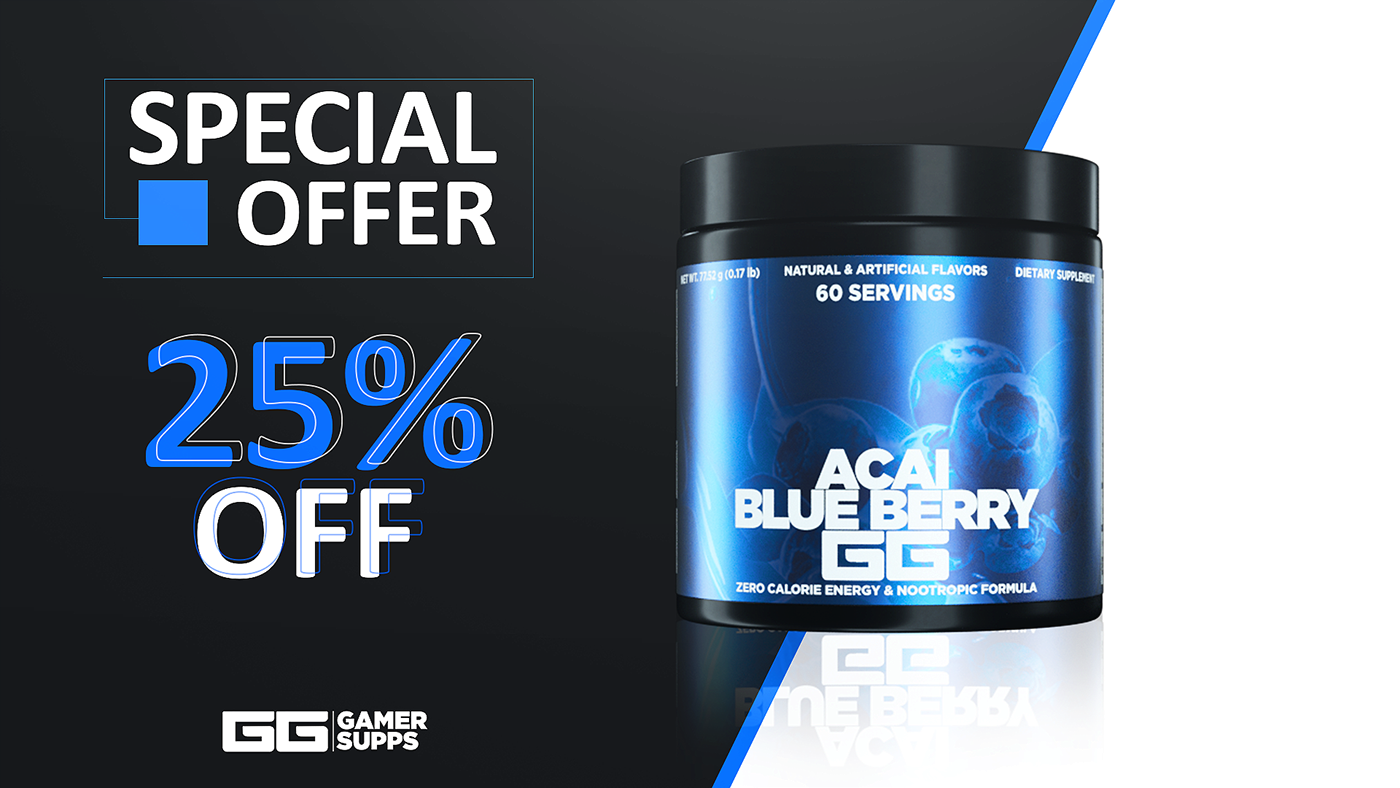 SPECIAL
OFFER
25%
OFF
GG GAMER
SUPPS
NET WT. 77.52 g (0.17 lb) NATURAL & ARTIFICIAL FLAVORS DIETARY SUPPLEMENT
60 SERVINGS
ACAI
BLUE BERRY
GG
ZERO CALORIE ENERGY & NOOTROPIC FORMULA